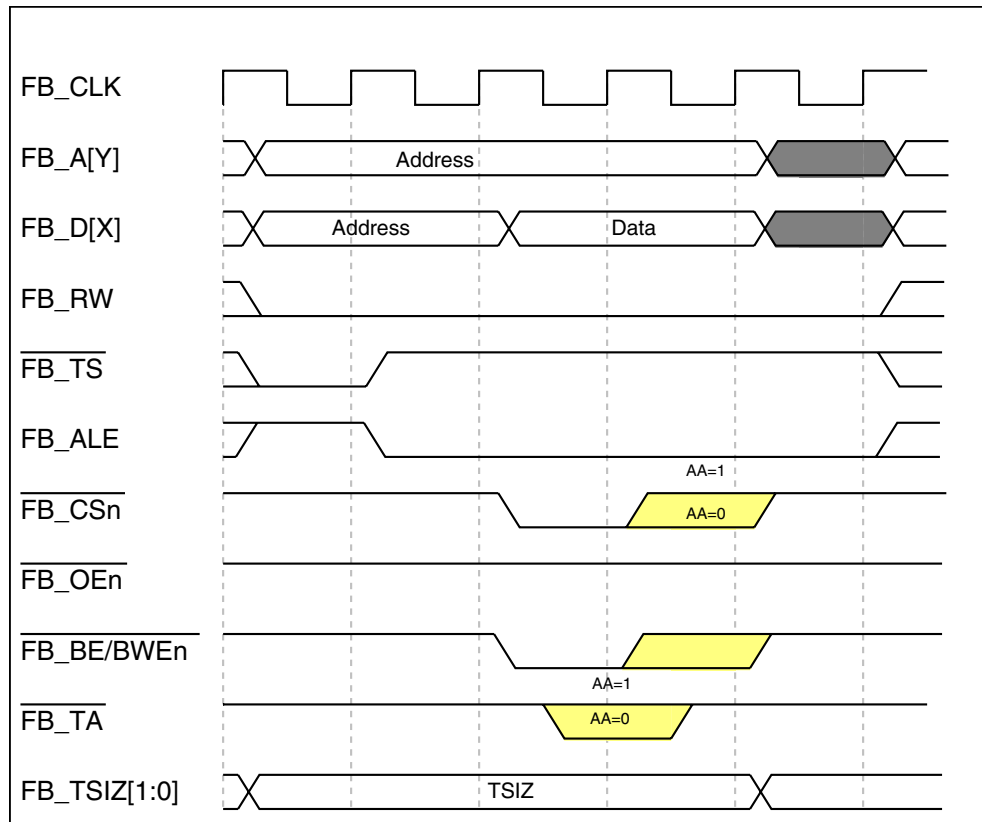 FB_CLK
FB_A[Y]
Address
FB_D[X]
Address
Data
FB_RW
FB_TS
FB_ALE
AA=1
FB_CSn
AA=0
FB_OEn
FB_BE/BWEn
AA=1
FB_TA
AA=0
FB_TSIZ[1:0]
TSIZ